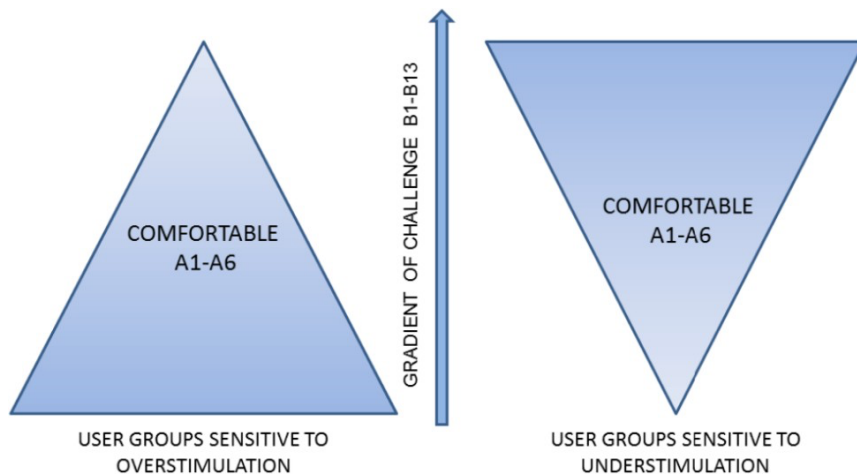 COMFORTABLE
A1-A6
USER GROUPS SENSITIVE TO
OVERSTIMULATION
GRADIENT OF CHALLENGE B1-B13
COMFORTABLE
A1-A6
USER GROUPS SENSITIVE TO
UNDERSTIMULATION